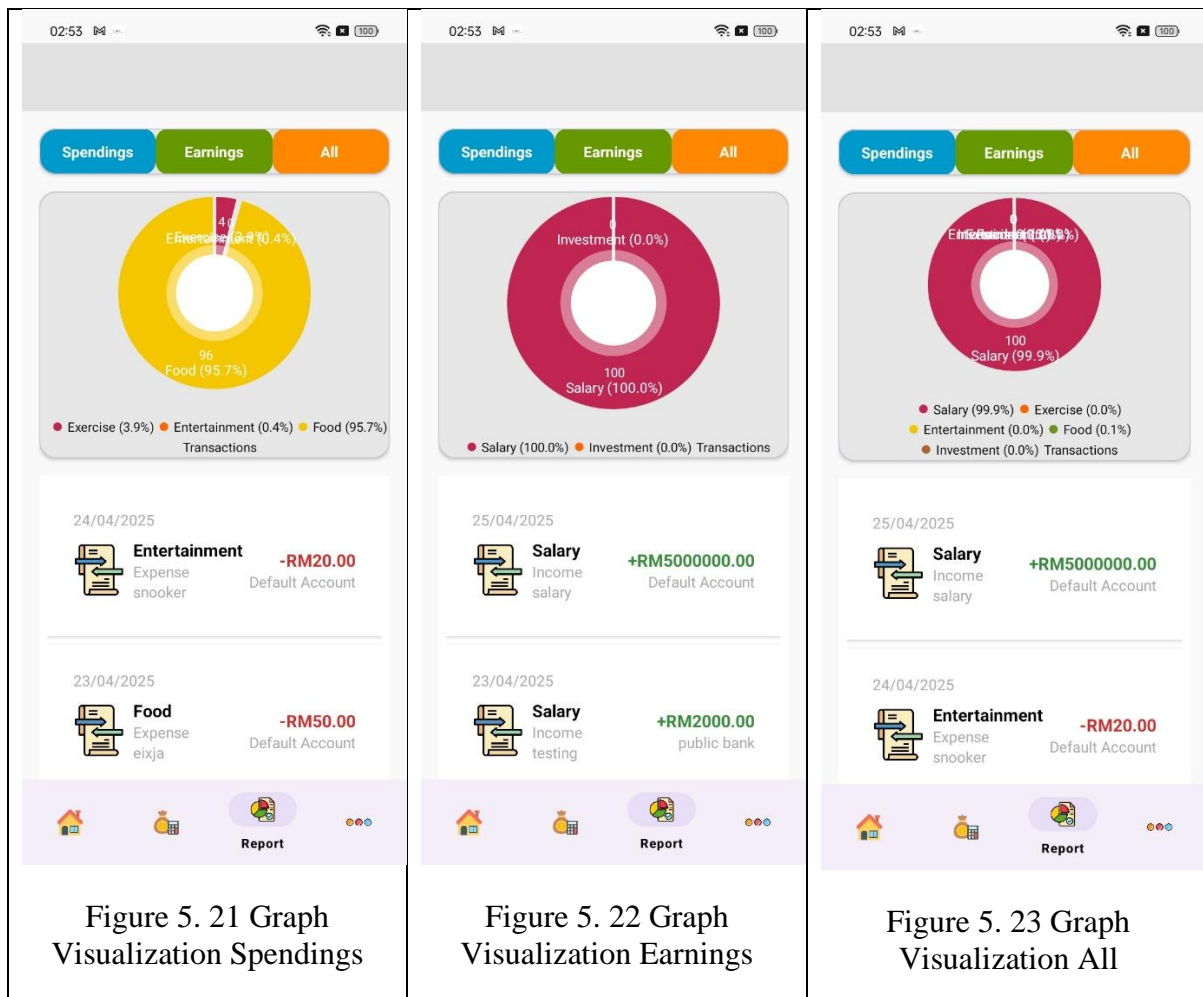 02:53
100
Spendings
Earnings
All
4
Entertainment (0.4%)
96
Food (95.7%)
Exercise (3.9%) Entertainment (0.4%) Food (95.7%)
Transactions
24/04/2025
Entertainment
-RM20.00
Expense
Default Account
snooker
23/04/2025
Food
-RM50.00
Expense
Default Account
eixja
Report
Figure 5. 21 Graph
Visualization Spendings
02:53
100
Spendings
Earnings
All
0
Investment (0.0%)
100
Salary (100.0%)
Salary (100.0%) Investment (0.0%) Transactions
25/04/2025
Salary
+RM5000000.00
Income
Default Account
salary
23/04/2025
Salary
+RM2000.00
Income
public bank
testing
Report
Figure 5. 22 Graph
Visualization Earnings
02:53
100
Spendings
Earnings
All
0
100
Salary (99.9%)
Salary (99.9%) Exercise (0.0%)
Entertainment (0.0%) Food (0.1%)
Investment (0.0%) Transactions
25/04/2025
Salary
+RM5000000.00
Income
Default Account
salary
24/04/2025
Entertainment
-RM20.00
Expense
Default Account
snooker
Report
Figure 5. 23 Graph
Visualization All